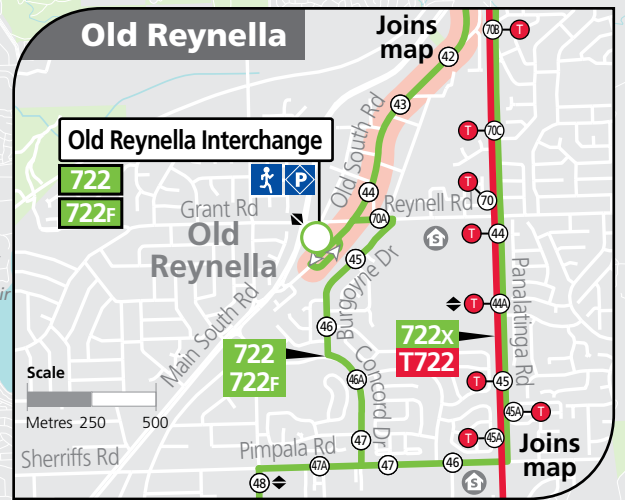 Old Reynella
Joins
map
70B
T
42
43
Old South Rd
T
70C
Old Reynella Interchange
722
722F
P
Grant Rd
44
Reynell Rd
T
70
70A
Old
Reynella
S
T
44
45
Burgoyne Dr
Panalatinga Rd
Main South Rd
T
44A
46
722X
T722
722
722F
Concord Dr
46A
T
45
Scale
Metres 250 500
45A
T
47
T
45A
Joins
map
Pimpala Rd
Sherriffs Rd
47A
47
46
48
S